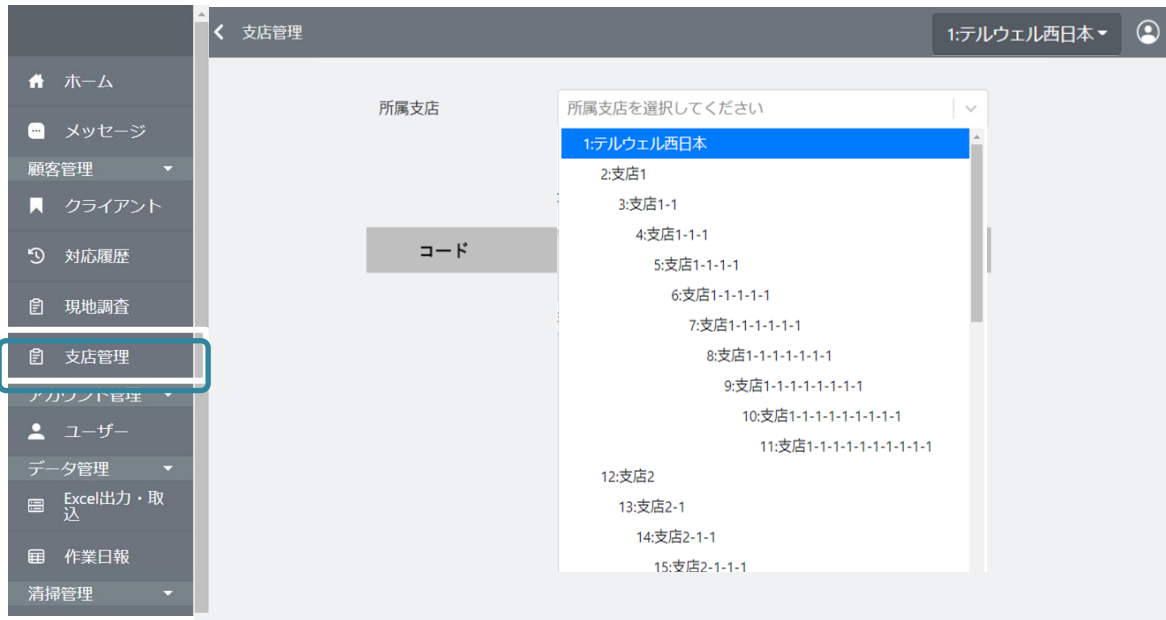 支店管理
1:テルウェル西日本
ホーム
メッセージ
顧客管理
クライアント
対応履歴
現地調査
支店管理
アカウント管理
ユーザー
データ管理
Excel出力・取
込
作業日報
清掃管理
所属支店
所属支店を選択してください
1:テルウェル西日本
2:支店1
3:支店1-1
4:支店1-1-1
5:支店1-1-1-1
6:支店1-1-1-1-1
7:支店1-1-1-1-1-1
8:支店1-1-1-1-1-1-1
9:支店1-1-1-1-1-1-1-1
10:支店1-1-1-1-1-1-1-1-1
11:支店1-1-1-1-1-1-1-1-1-1
12:支店2
13:支店2-1
14:支店2-1-1
15:支店2-1-1-1
コード